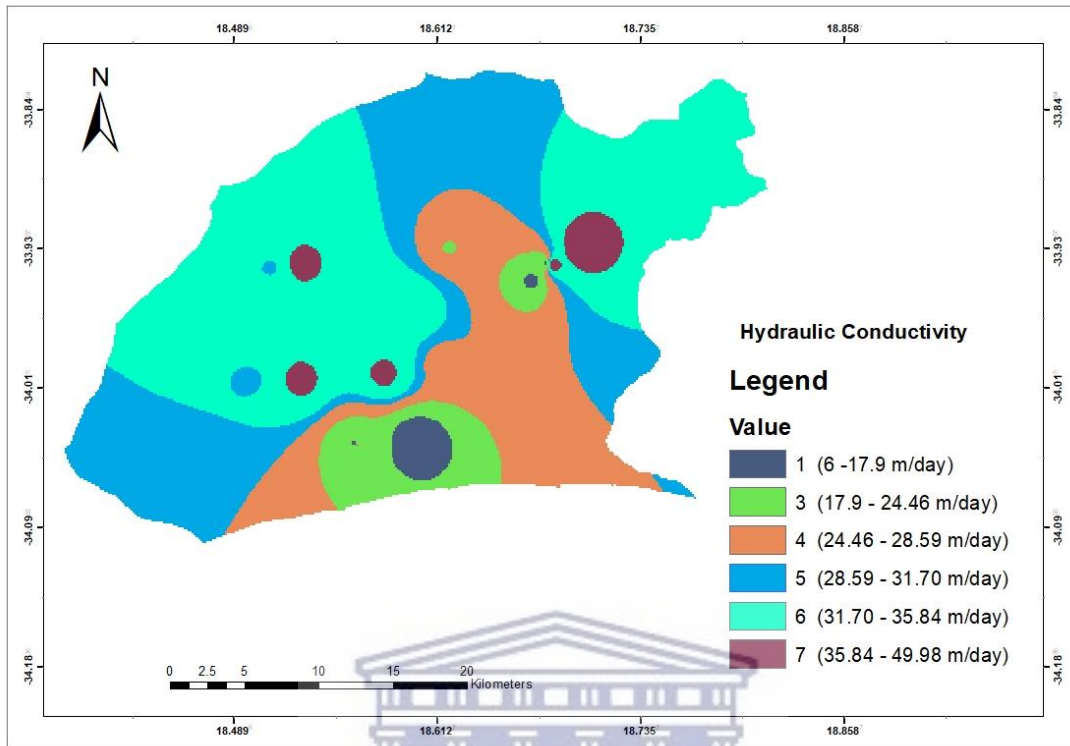 18.489 18.612 18.735 18.858
N
-33.84 -33.84
-33.93 -33.93
-34.01 -34.01
-34.09 -34.09
-34.18 -34.18
Hydraulic Conductivity
Legend
Value
1 (6 -17.9 m/day)
3 (17.9 - 24.46 m/day)
4 (24.46 - 28.59 m/day)
5 (28.59 - 31.70 m/day)
6 (31.70 - 35.84 m/day)
7 (35.84 - 49.98 m/day)
0 2.5 5 10 15 20
Kilometers
18.489 18.612 18.735 18.858